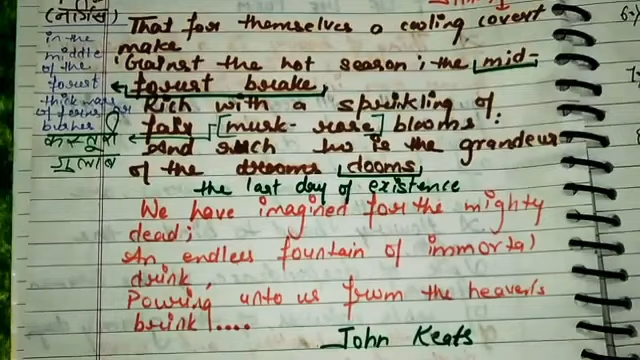 (नर्गिस)
That for themselves a cooling covert
make
'Gainst the hot season; the mid-
forest brake,
Rich with a sprinkling of
fair [musk-rose] blooms:
And such too is the grandeur
of the dooms
the last day of existence
We have imagined for the mighty
dead;
An endless fountain of immortal
drink,
Pouring unto us from the heaven's
brink....
John Keats
in the
middle
of the
forest
thick mass
of ferns or
bushes
कस्तूरी
गुलाब